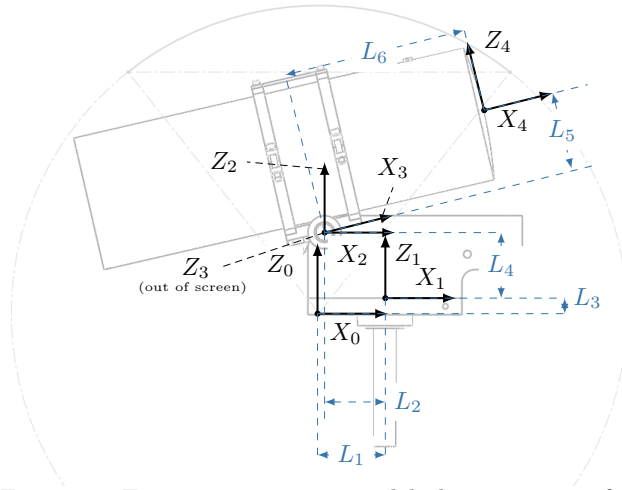 Z₄
L₆
X₄
L₅
Z₂
X₃
Z₃
(out of screen)
Z₀
X₂
Z₁
L₄
X₁
L₃
X₀
L₂
L₁